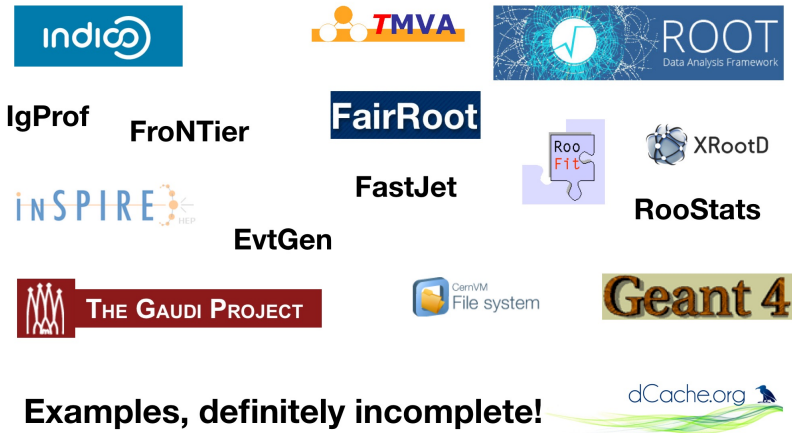 indico
TMVA
ROOT
Data Analysis Framework
IgProf
FroNTier
FairRoot
Roo
Fit
XRootD
FastJet
inSPIRE
HEP
RooStats
EvtGen
THE GAUDI PROJECT
CernVM
File system
Geant 4
dCache.org
Examples, definitely incomplete!